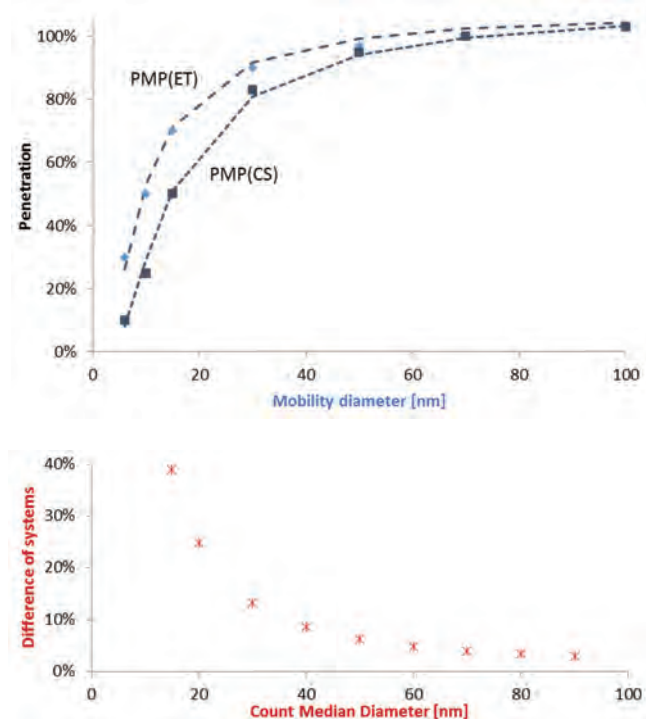 100%
PMP(ET)
80%
60%
PMP(CS)
40%
20%
0%
Penetration
0 20 40 60 80 100
Mobility diameter [nm]
40%
30%
20%
10%
0%
Difference of systems
0 20 40 60 80 100
Count Median Diameter [nm]